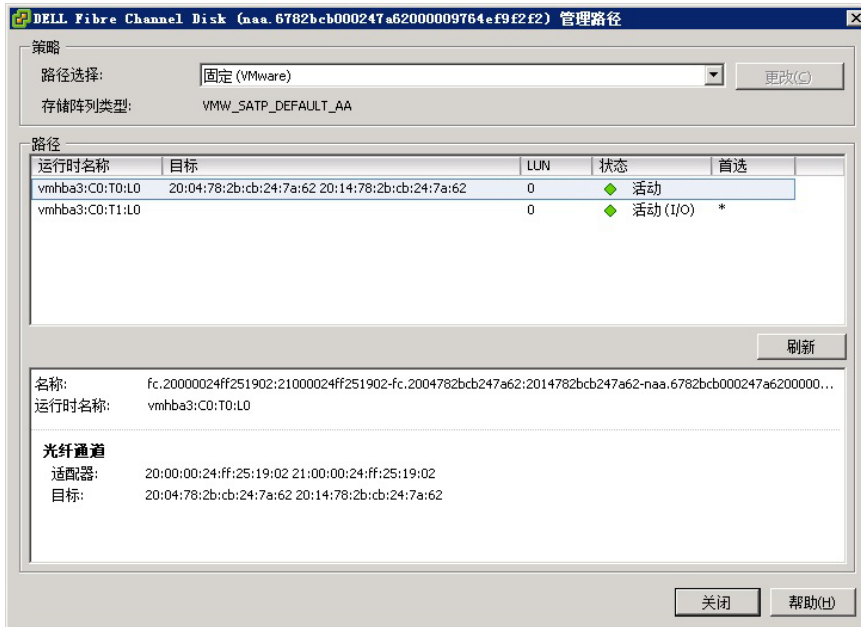 DELL Fibre Channel Disk (naa.6782bcb000247a62000009764ef9f2f2) 管理路径
策略
路径选择: 固定 (VMware) 更改(C)
存储阵列类型: VMW_SATP_DEFAULT_AA
路径
运行时名称 目标 LUN 状态 首选
vmhba3:C0:T0:L0 20:04:78:2b:cb:24:7a:62 20:14:78:2b:cb:24:7a:62 0 活动
vmhba3:C0:T1:L0 0 活动 (I/O) *
刷新
名称: fc.20000024ff251902:21000024ff251902-fc.2004782bcb247a62:2014782bcb247a62-naa.6782bcb000247a6200000...
运行时名称: vmhba3:C0:T0:L0
光纤通道
适配器: 20:00:00:24:ff:25:19:02 21:00:00:24:ff:25:19:02
目标: 20:04:78:2b:cb:24:7a:62 20:14:78:2b:cb:24:7a:62
关闭 帮助(H)